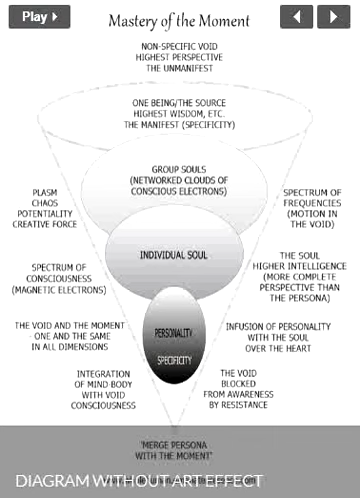 Play
Mastery of the Moment
NON-SPECIFIC VOID
HIGHEST PERSPECTIVE
THE UNMANIFEST
ONE BEING/THE SOURCE
HIGHEST WISDOM, ETC.
THE MANIFEST (SPECIFICITY)
GROUP SOULS
(NETWORKED CLOUDS OF
CONSCIOUS ELECTRONS)
PLASM
CHAOS
POTENTIALITY
CREATIVE FORCE
SPECTRUM OF
FREQUENCIES
(MOTION IN
THE VOID)
INDIVIDUAL SOUL
SPECTRUM OF
CONSCIOUSNESS
(MAGNETIC ELECTRONS)
THE SOUL
HIGHER INTELLIGENCE
(MORE COMPLETE
PERSPECTIVE THAN
THE PERSONA)
THE VOID AND THE MOMENT
ONE AND THE SAME
IN ALL DIMENSIONS
PERSONALITY
SPECIFICITY
INFUSION OF PERSONALITY
WITH THE SOUL
OVER THE HEART
INTEGRATION
OF MIND BODY
WITH VOID
CONSCIOUSNESS
THE VOID
BLOCKED
FROM AWARENESS
BY RESISTANCE
'MERGE PERSONA
WITH THE MOMENT'
DIAGRAM WITHOUT ART EFFECT